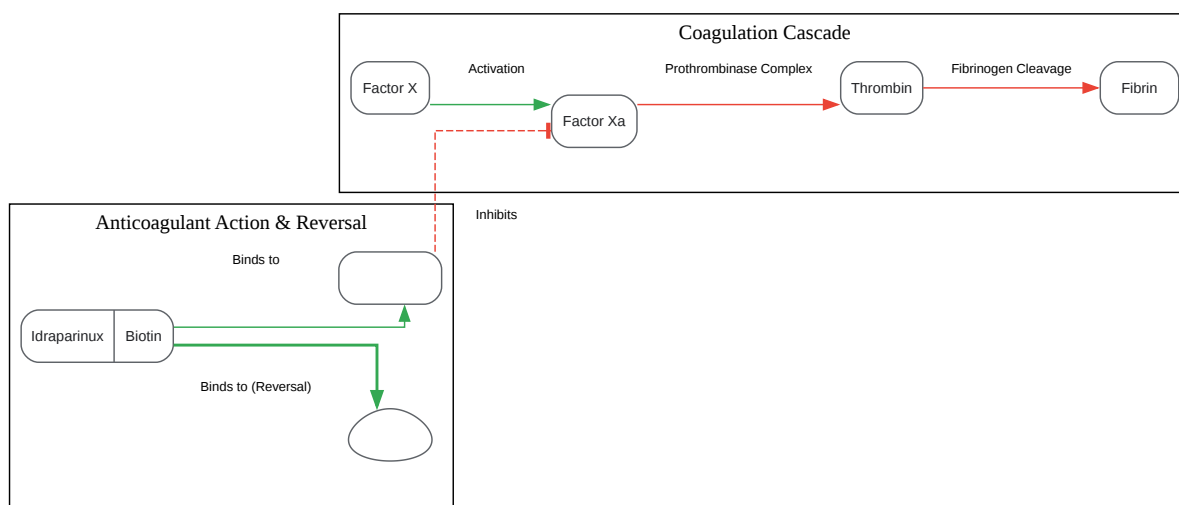 Coagulation Cascade
Activation
Prothrombinase Complex
Fibrinogen Cleavage
Factor X
Thrombin
Fibrin
Factor Xa
Inhibits
Anticoagulant Action & Reversal
Binds to
Idraparinux
Biotin
Binds to (Reversal)